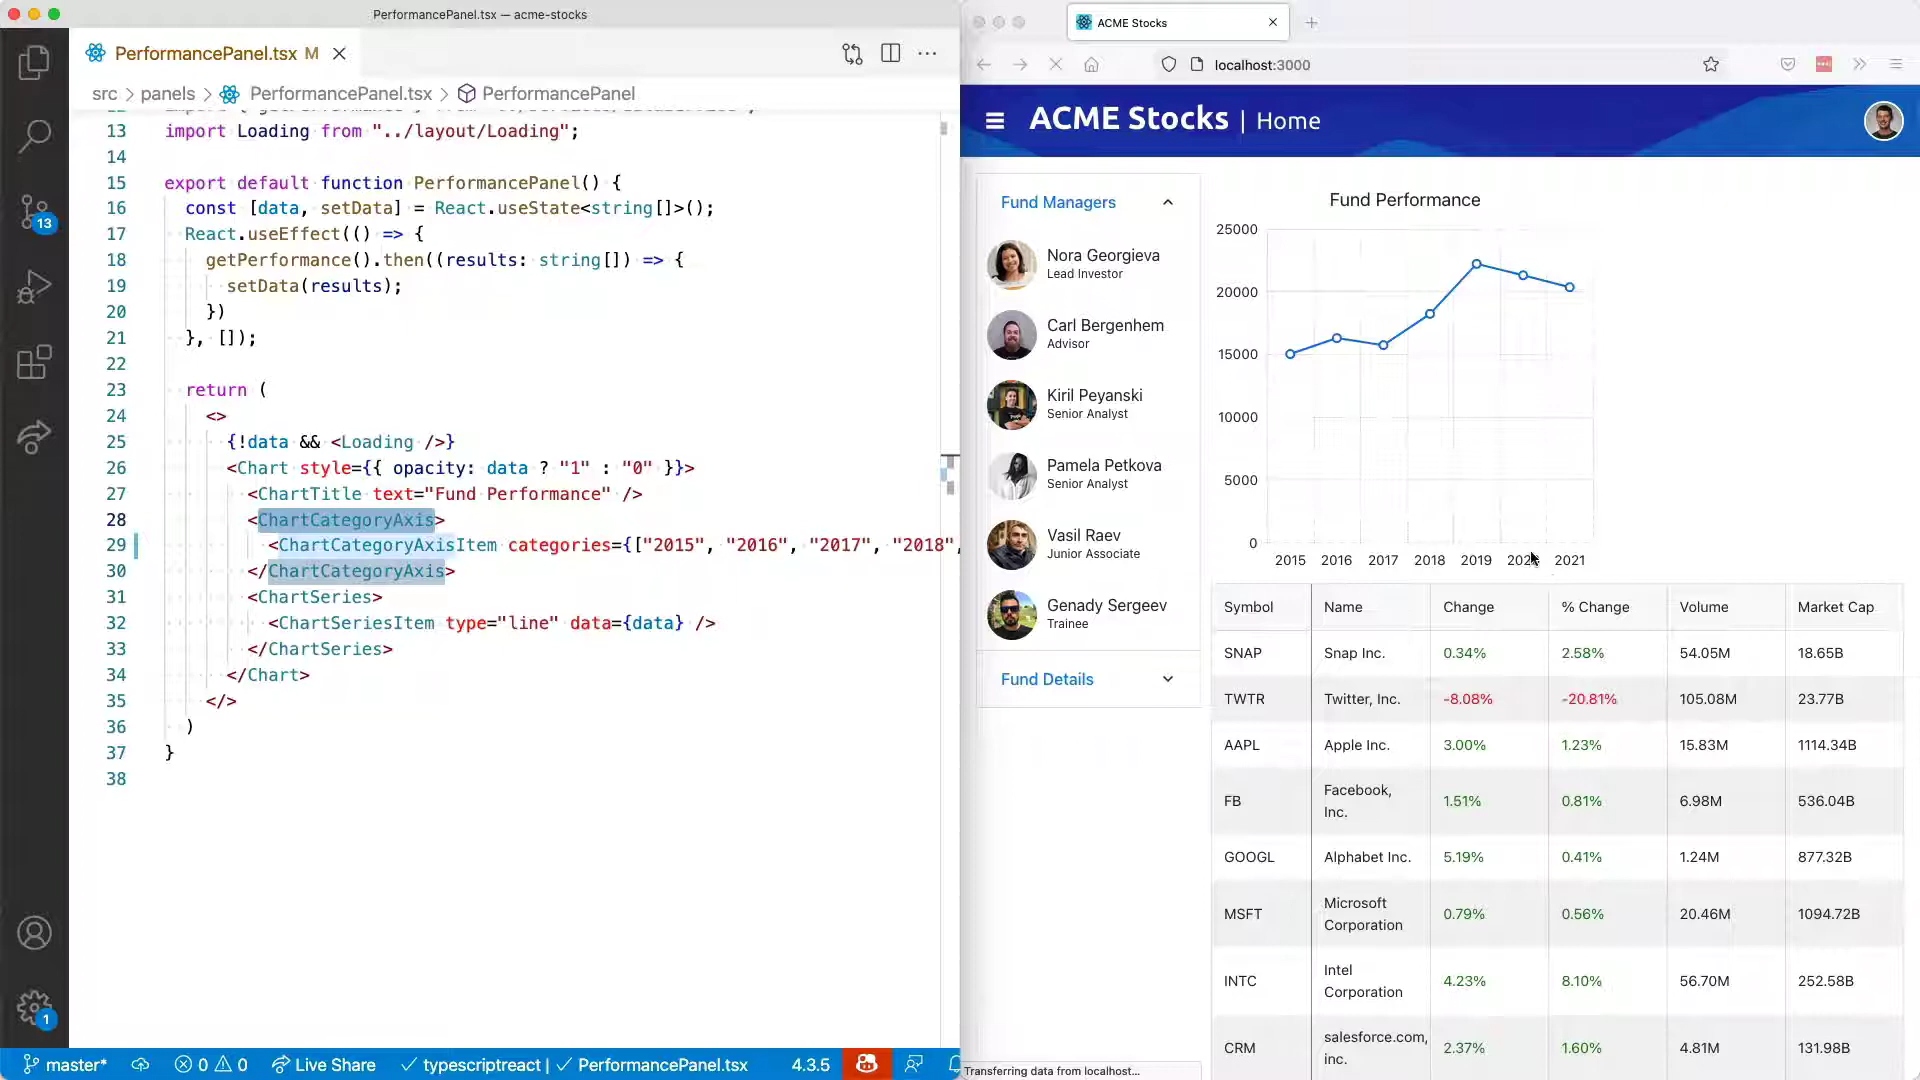 PerformancePanel.tsx — acme-stocks
PerformancePanel.tsx M
src > panels > PerformancePanel.tsx > PerformancePanel
13 import Loading from "../layout/Loading";
14
15 export default function PerformancePanel() {
16 const [data, setData] = React.useState<string[]>();
17 React.useEffect(() => {
18 getPerformance().then((results: string[]) => {
19 setData(results);
20 })
21 }, []);
22
23 return (
24 <>
25 {!data && <Loading />}
26 <Chart style={{ opacity: data ? "1" : "0" }}>
27 <ChartTitle text="Fund Performance" />
28 <ChartCategoryAxis>
29 <ChartCategoryAxisItem categories={["2015", "2016", "2017", "2018",
30 </ChartCategoryAxis>
31 <ChartSeries>
32 <ChartSeriesItem type="line" data={data} />
33 </ChartSeries>
34 </Chart>
35 </>
36 )
37 }
38
13
1
master*
0 0
Live Share
typescriptreact | PerformancePanel.tsx
4.3.5
ACME Stocks
localhost:3000
ACME Stocks | Home
Fund Managers
Nora Georgieva
Lead Investor
Carl Bergenhem
Advisor
Kiril Peyanski
Senior Analyst
Pamela Petkova
Senior Analyst
Vasil Raev
Junior Associate
Genady Sergeev
Trainee
Fund Details
Fund Performance
25000
20000
15000
10000
5000
0
2015 2016 2017 2018 2019 2021
Symbol Name Change % Change Volume Market Cap
SNAP Snap Inc. 0.34% 2.58% 54.05M 18.65B
TWTR Twitter, Inc. -8.08% -20.81% 105.08M 23.77B
AAPL Apple Inc. 3.00% 1.23% 15.83M 1114.34B
FB Facebook, Inc. 1.51% 0.81% 6.98M 536.04B
GOOGL Alphabet Inc. 5.19% 0.41% 1.24M 877.32B
MSFT Microsoft Corporation 0.79% 0.56% 20.46M 1094.72B
INTC Intel Corporation 4.23% 8.10% 56.70M 252.58B
CRM salesforce.com, inc. 2.37% 1.60% 4.81M 131.98B
Transferring data from localhost...